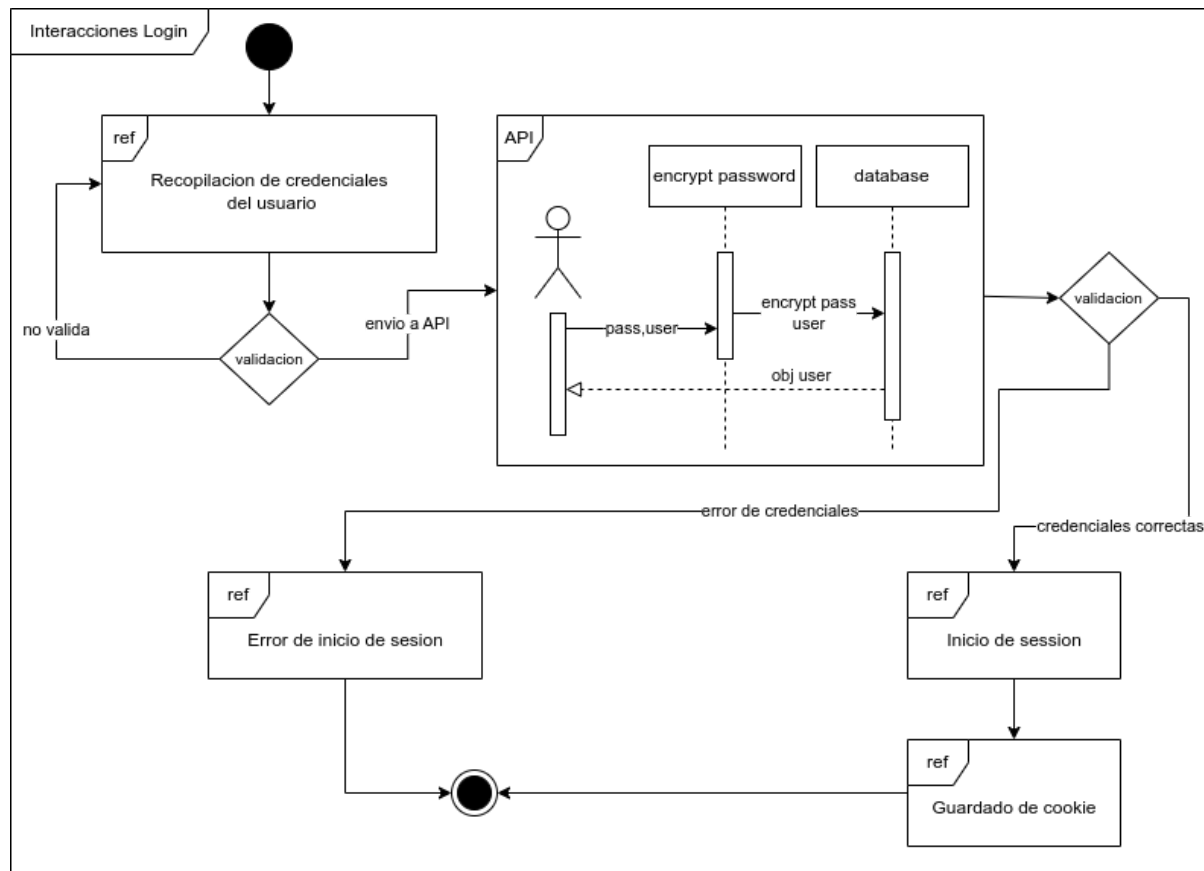 Interacciones Login
ref
Recopilacion de credenciales
del usuario
no valida
validacion
envio a API
API
encrypt password
database
pass,user
encrypt pass
user
obj user
validacion
error de credenciales
credenciales correctas
ref
Error de inicio de sesion
ref
Inicio de session
ref
Guardado de cookie